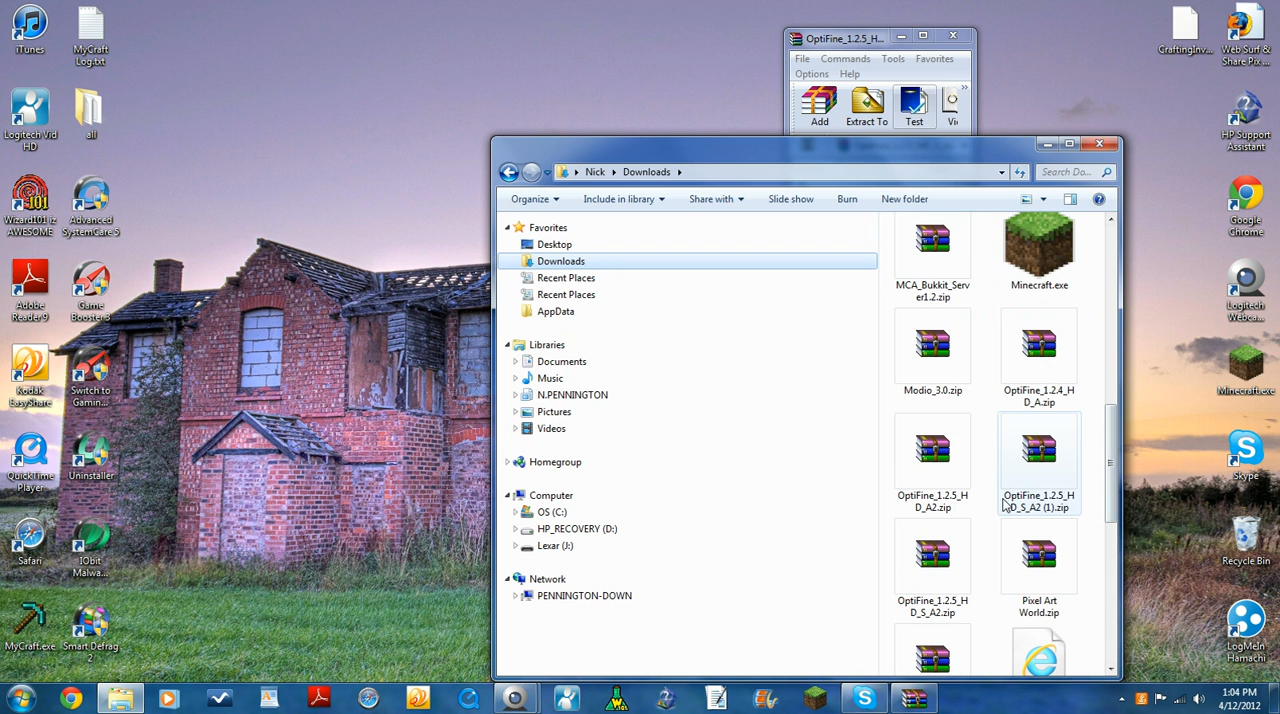 iTunes
MyCraft
Log.txt
Logitech Vid
HD
all
Wizard101 iz
AWESOME
Advanced
SystemCare 5
Adobe
Reader 9
Game
Booster 3
Kodak
EasyShare
Switch to
Gamin...
QuickTime
Player
Uninstaller
Safari
IObit
Malwa...
MyCraft.exe
Smart Defrag
2
OptiFine_1.2.5_H...
File
Commands
Tools
Favorites
Options
Help
Add
Extract To
Test
Vi
Nick
Downloads
Search Do...
Organize
Include in library
Share with
Slide show
Burn
New folder
Favorites
Desktop
Downloads
Recent Places
Recent Places
AppData
Libraries
Documents
Music
N.PENNINGTON
Pictures
Videos
Homegroup
Computer
OS (C:)
HP_RECOVERY (D:)
Lexar (J:)
Network
PENNINGTON-DOWN
MCA_Bukkit_Serv
er1.2.zip
Minecraft.exe
Modio_3.0.zip
OptiFine_1.2.4_H
D_A.zip
OptiFine_1.2.5_H
D_A2.zip
OptiFine_1.2.5_H
D_S_A2 (1).zip
OptiFine_1.2.5_H
D_S_A2.zip
Pixel Art
World.zip
CraftingInv...
Web Surf &
Share Pix ...
HP Support
Assistant
Google
Chrome
Logitech
Webca...
Minecraft.exe
Skype
Recycle Bin
LogMeIn
Hamachi
1:04 PM
4/12/2012